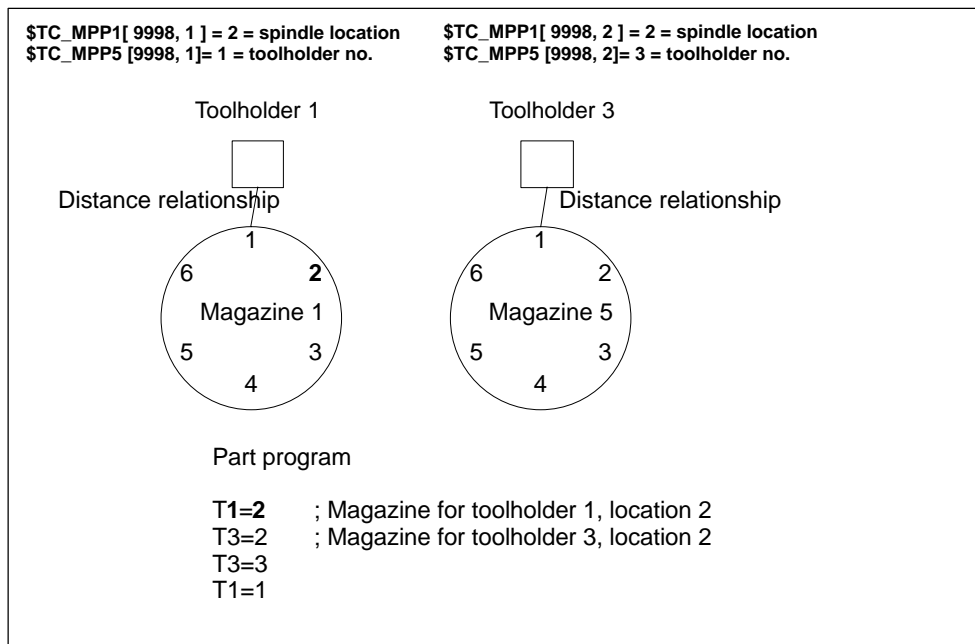 $TC_MPP1[ 9998, 1 ] = 2 = spindle location
$TC_MPP5 [9998, 1]= 1 = toolholder no.
$TC_MPP1[ 9998, 2 ] = 2 = spindle location
$TC_MPP5 [9998, 2]= 3 = toolholder no.
Toolholder 1
Toolholder 3
Distance relationship
Distance relationship
1
6
2
Magazine 1
5
3
4
1
6
2
Magazine 5
5
3
4
Part program
T1=2 ; Magazine for toolholder 1, location 2
T3=2 ; Magazine for toolholder 3, location 2
T3=3
T1=1